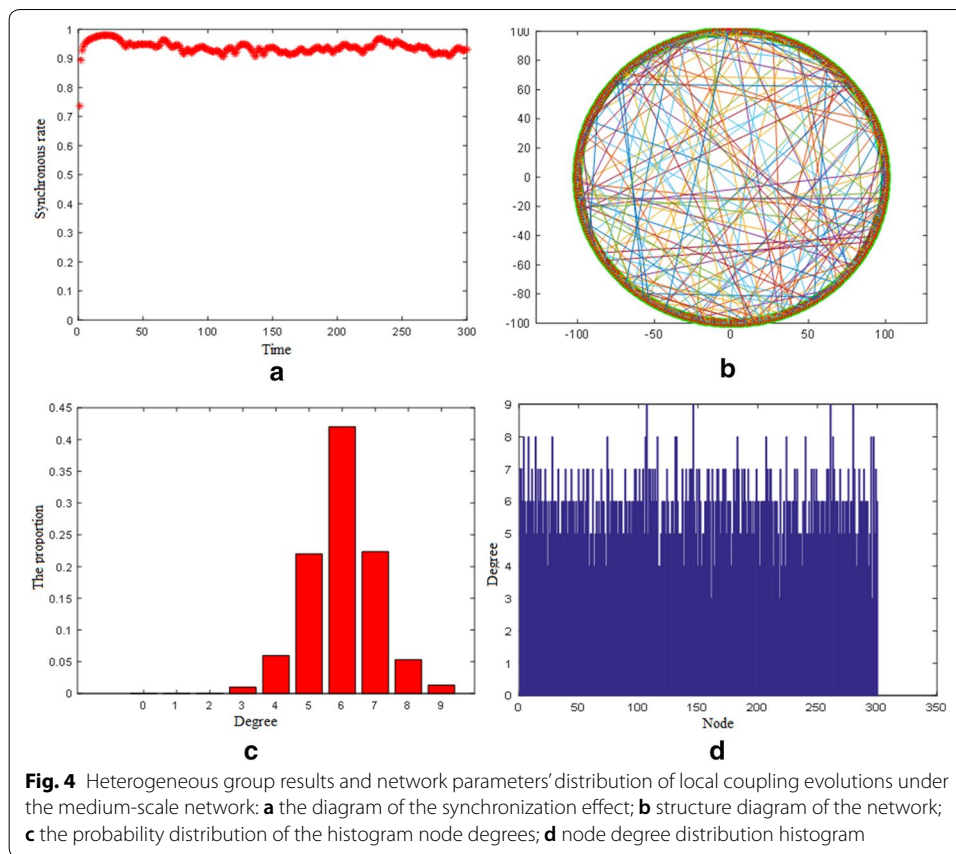 1
0.9
0.8
0.7
0.6
0.5
0.4
0.3
0.2
0.1
0
Synchronous rate
0 50 100 150 200 250 300
Time
a
100
80
60
40
20
0
-20
-40
-60
-80
-100
-100 -50 0 50 100
b
0.45
0.4
0.35
0.3
0.25
0.2
0.15
0.1
0.05
0
The proportion
0 1 2 3 4 5 6 7 8 9
Degree
c
9
8
7
6
5
4
3
2
1
0
Degree
0 50 100 150 200 250 300 350
Node
d
Fig. 4 Heterogeneous group results and network parameters’ distribution of local coupling evolutions under
the medium-scale network: a the diagram of the synchronization effect; b structure diagram of the network;
c the probability distribution of the histogram node degrees; d node degree distribution histogram